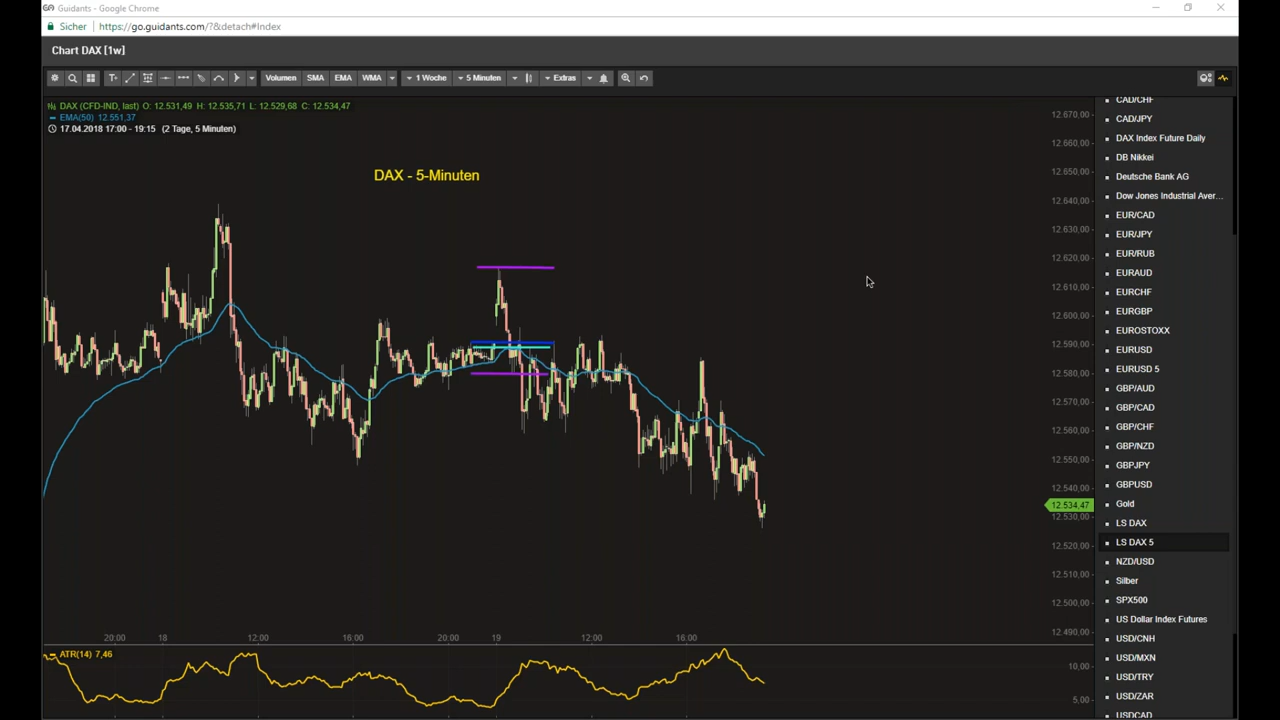 Guidants - Google Chrome
Sicher https://go.guidants.com/?&detach#Index
Chart DAX [1w]
T+ Volumen SMA EMA WMA 1 Woche 5 Minuten Extras
DAX (CFD-IND, last) O: 12.531,49 H: 12.535,71 L: 12.529,68 C: 12.534,47
EMA(50) 12.551,37
17.04.2018 17:00 - 19:15 (2 Tage, 5 Minuten)
DAX - 5-Minuten
12.670,00
12.660,00
12.650,00
12.640,00
12.630,00
12.620,00
12.610,00
12.600,00
12.590,00
12.580,00
12.570,00
12.560,00
12.550,00
12.540,00
12.534,47
12.530,00
12.520,00
12.510,00
12.500,00
12.490,00
20:00 18 12:00 16:00 20:00 19 12:00 16:00
ATR(14) 7,46
10,00
5,00
CAD/CHF
CAD/JPY
DAX Index Future Daily
DB Nikkei
Deutsche Bank AG
Dow Jones Industrial Aver...
EUR/CAD
EUR/JPY
EUR/RUB
EURAUD
EURCHF
EURGBP
EUROSTOXX
EURUSD
EURUSD 5
GBP/AUD
GBP/CAD
GBP/CHF
GBP/NZD
GBPJPY
GBPUSD
Gold
LS DAX
LS DAX 5
NZD/USD
Silber
SPX500
US Dollar Index Futures
USD/CNH
USD/MXN
USD/TRY
USD/ZAR
USDCAD